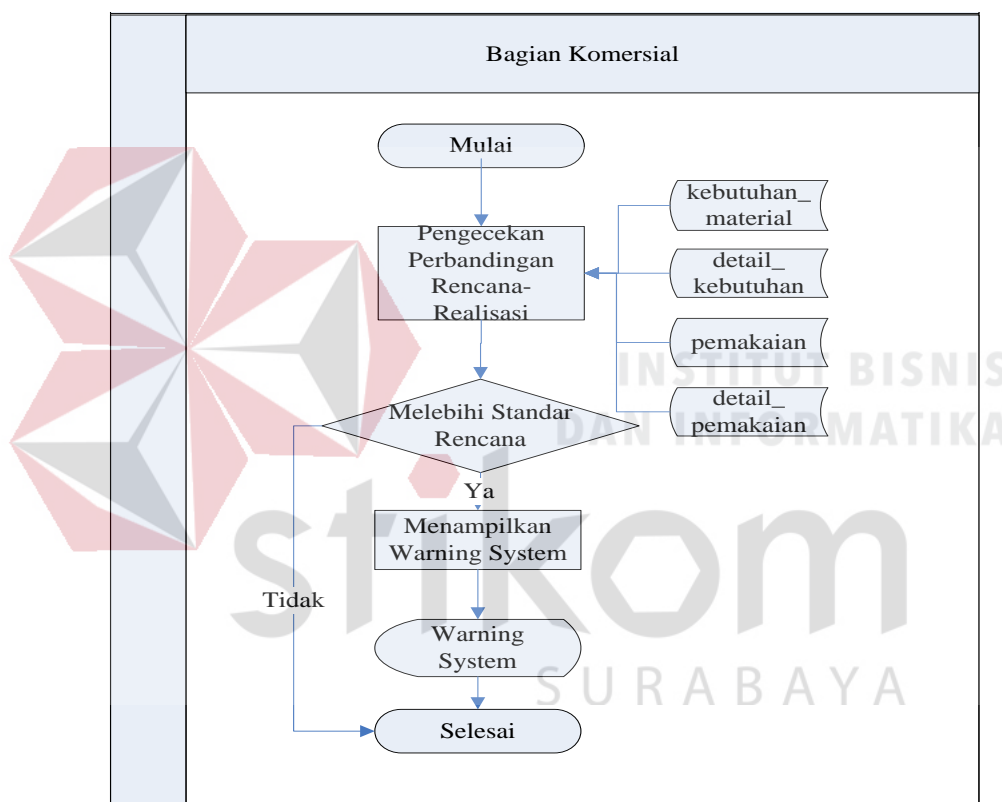 Bagian Komersial
Mulai
Pengecekan
Perbandingan
Rencana-
Realisasi
kebutuhan_
material
detail_
kebutuhan
pemakaian
detail_
pemakaian
Melebihi Standar
Rencana
Ya
Menampilkan
Warning System
Tidak
Warning
System
Selesai
INSTITUT BISNIS
DAN INFORMATIKA
stikom
SURABAYA